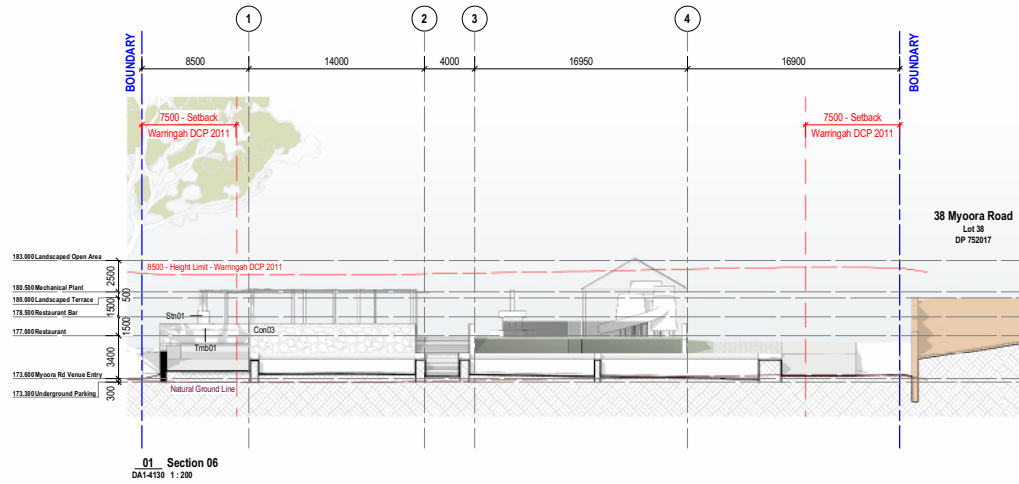 1
2
3
4
BOUNDARY
8500
14000
4000
16950
16900
BOUNDARY
7500 - Setback
Warringah DCP 2011
7500 - Setback
Warringah DCP 2011
38 Myoora Road
Lot 38
DP 752017
183.000 Landscaped Open Area
8500 - Height Limit - Warringah DCP 2011
2500
180.500 Mechanical Plant
500
180.000 Landscaped Terrace
1500
178.500 Restaurant Bar
Stn01
1500
177.000 Restaurant
Con03
Tmb01
3400
173.600 Myoora Rd Venue Entry
Natural Ground Line
300
173.300 Underground Parking
01 Section 06
DA1-4130 1 : 200